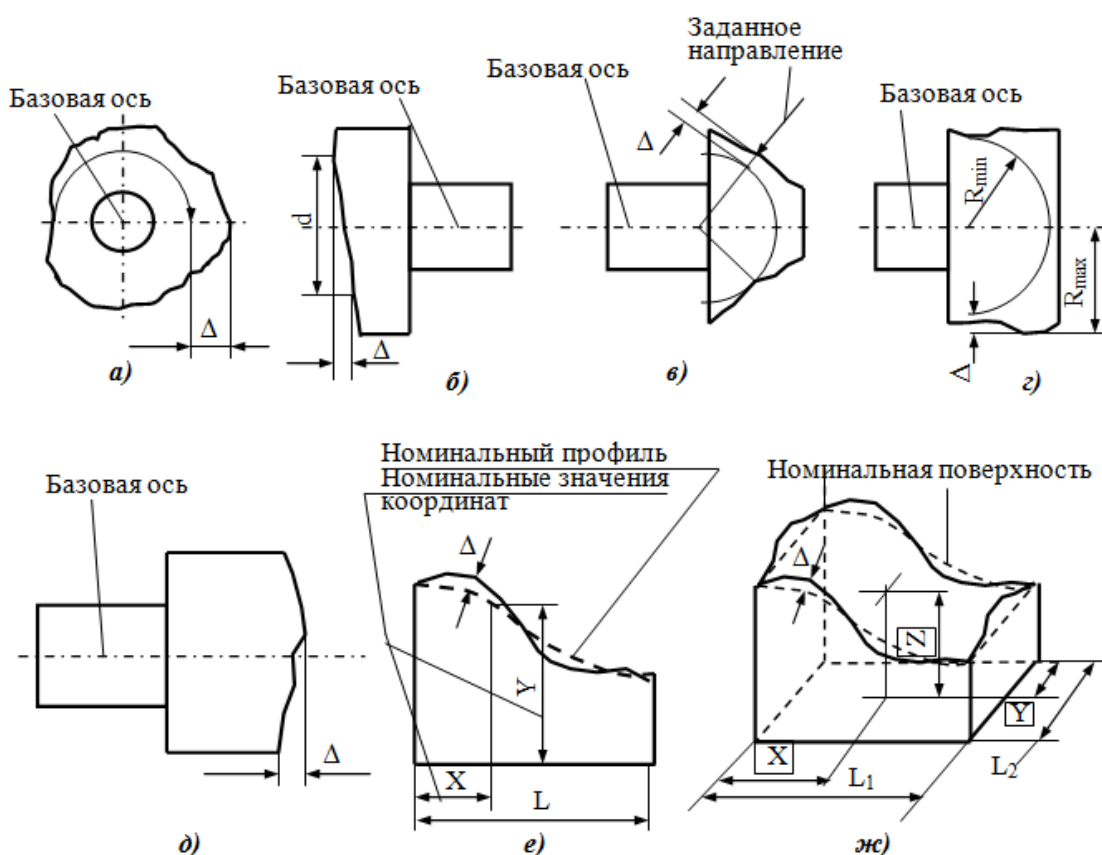 Базовая ось
Δ
а)
Базовая ось
d
Δ
б)
Базовая ось
Заданное
направление
Δ
в)
Базовая ось
Rmin
Rmax
Δ
г)
Базовая ось
Δ
д)
Номинальный профиль
Номинальные значения
координат
Δ
Y
X
L
е)
Номинальная поверхность
Δ
Z
Y
X
L1
L2
ж)